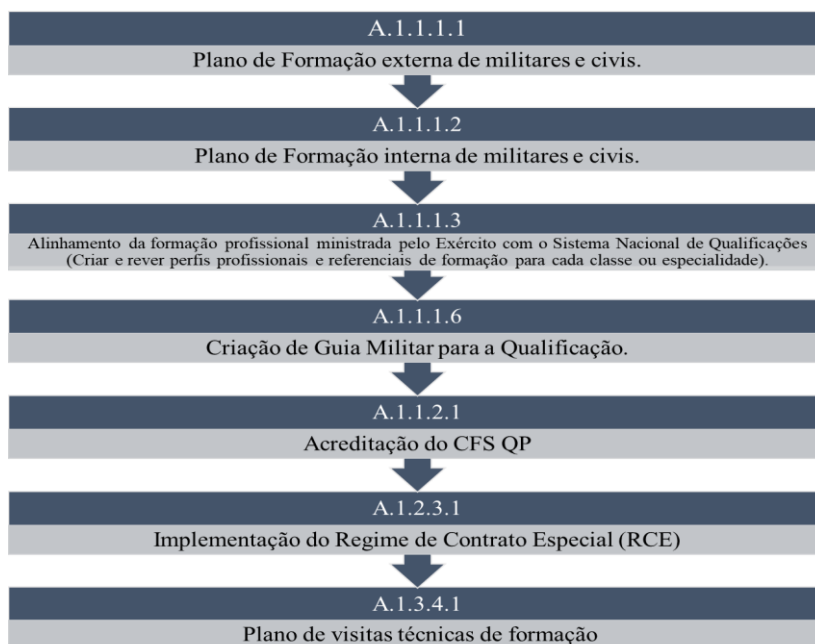 A.1.1.1.1
Plano de Formação externa de militares e civis.
A.1.1.1.2
Plano de Formação interna de militares e civis.
A.1.1.1.3
Alinhamento da formação profissional ministrada pelo Exército com o Sistema Nacional de Qualificações
(Criar e rever perfis profissionais e referenciais de formação para cada classe ou especialidade).
A.1.1.1.6
Criação de Guia Militar para a Qualificação.
A.1.1.2.1
Acreditação do CFS QP
A.1.2.3.1
Implementação do Regime de Contrato Especial (RCE)
A.1.3.4.1
Plano de visitas técnicas de formação